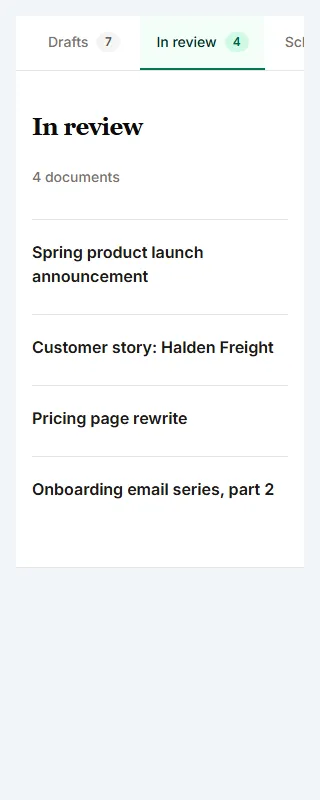 Drafts 7 In review 4
In review
4 documents
Spring product launch
announcement
Customer story: Halden Freight
Pricing page rewrite
Onboarding email series, part 2